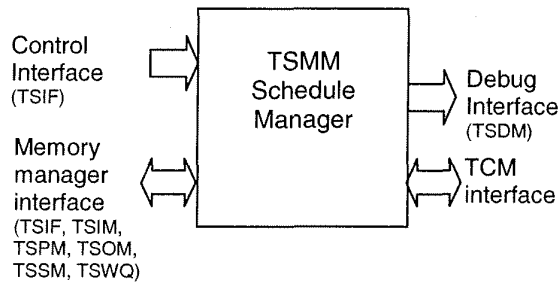 Control
Interface
(TSIF)
Memory
manager
interface
(TSIF, TSIM,
TSPM, TSOM,
TSSM, TSWQ)
TSMM
Schedule
Manager
Debug
Interface
(TSDM)
TCM
interface